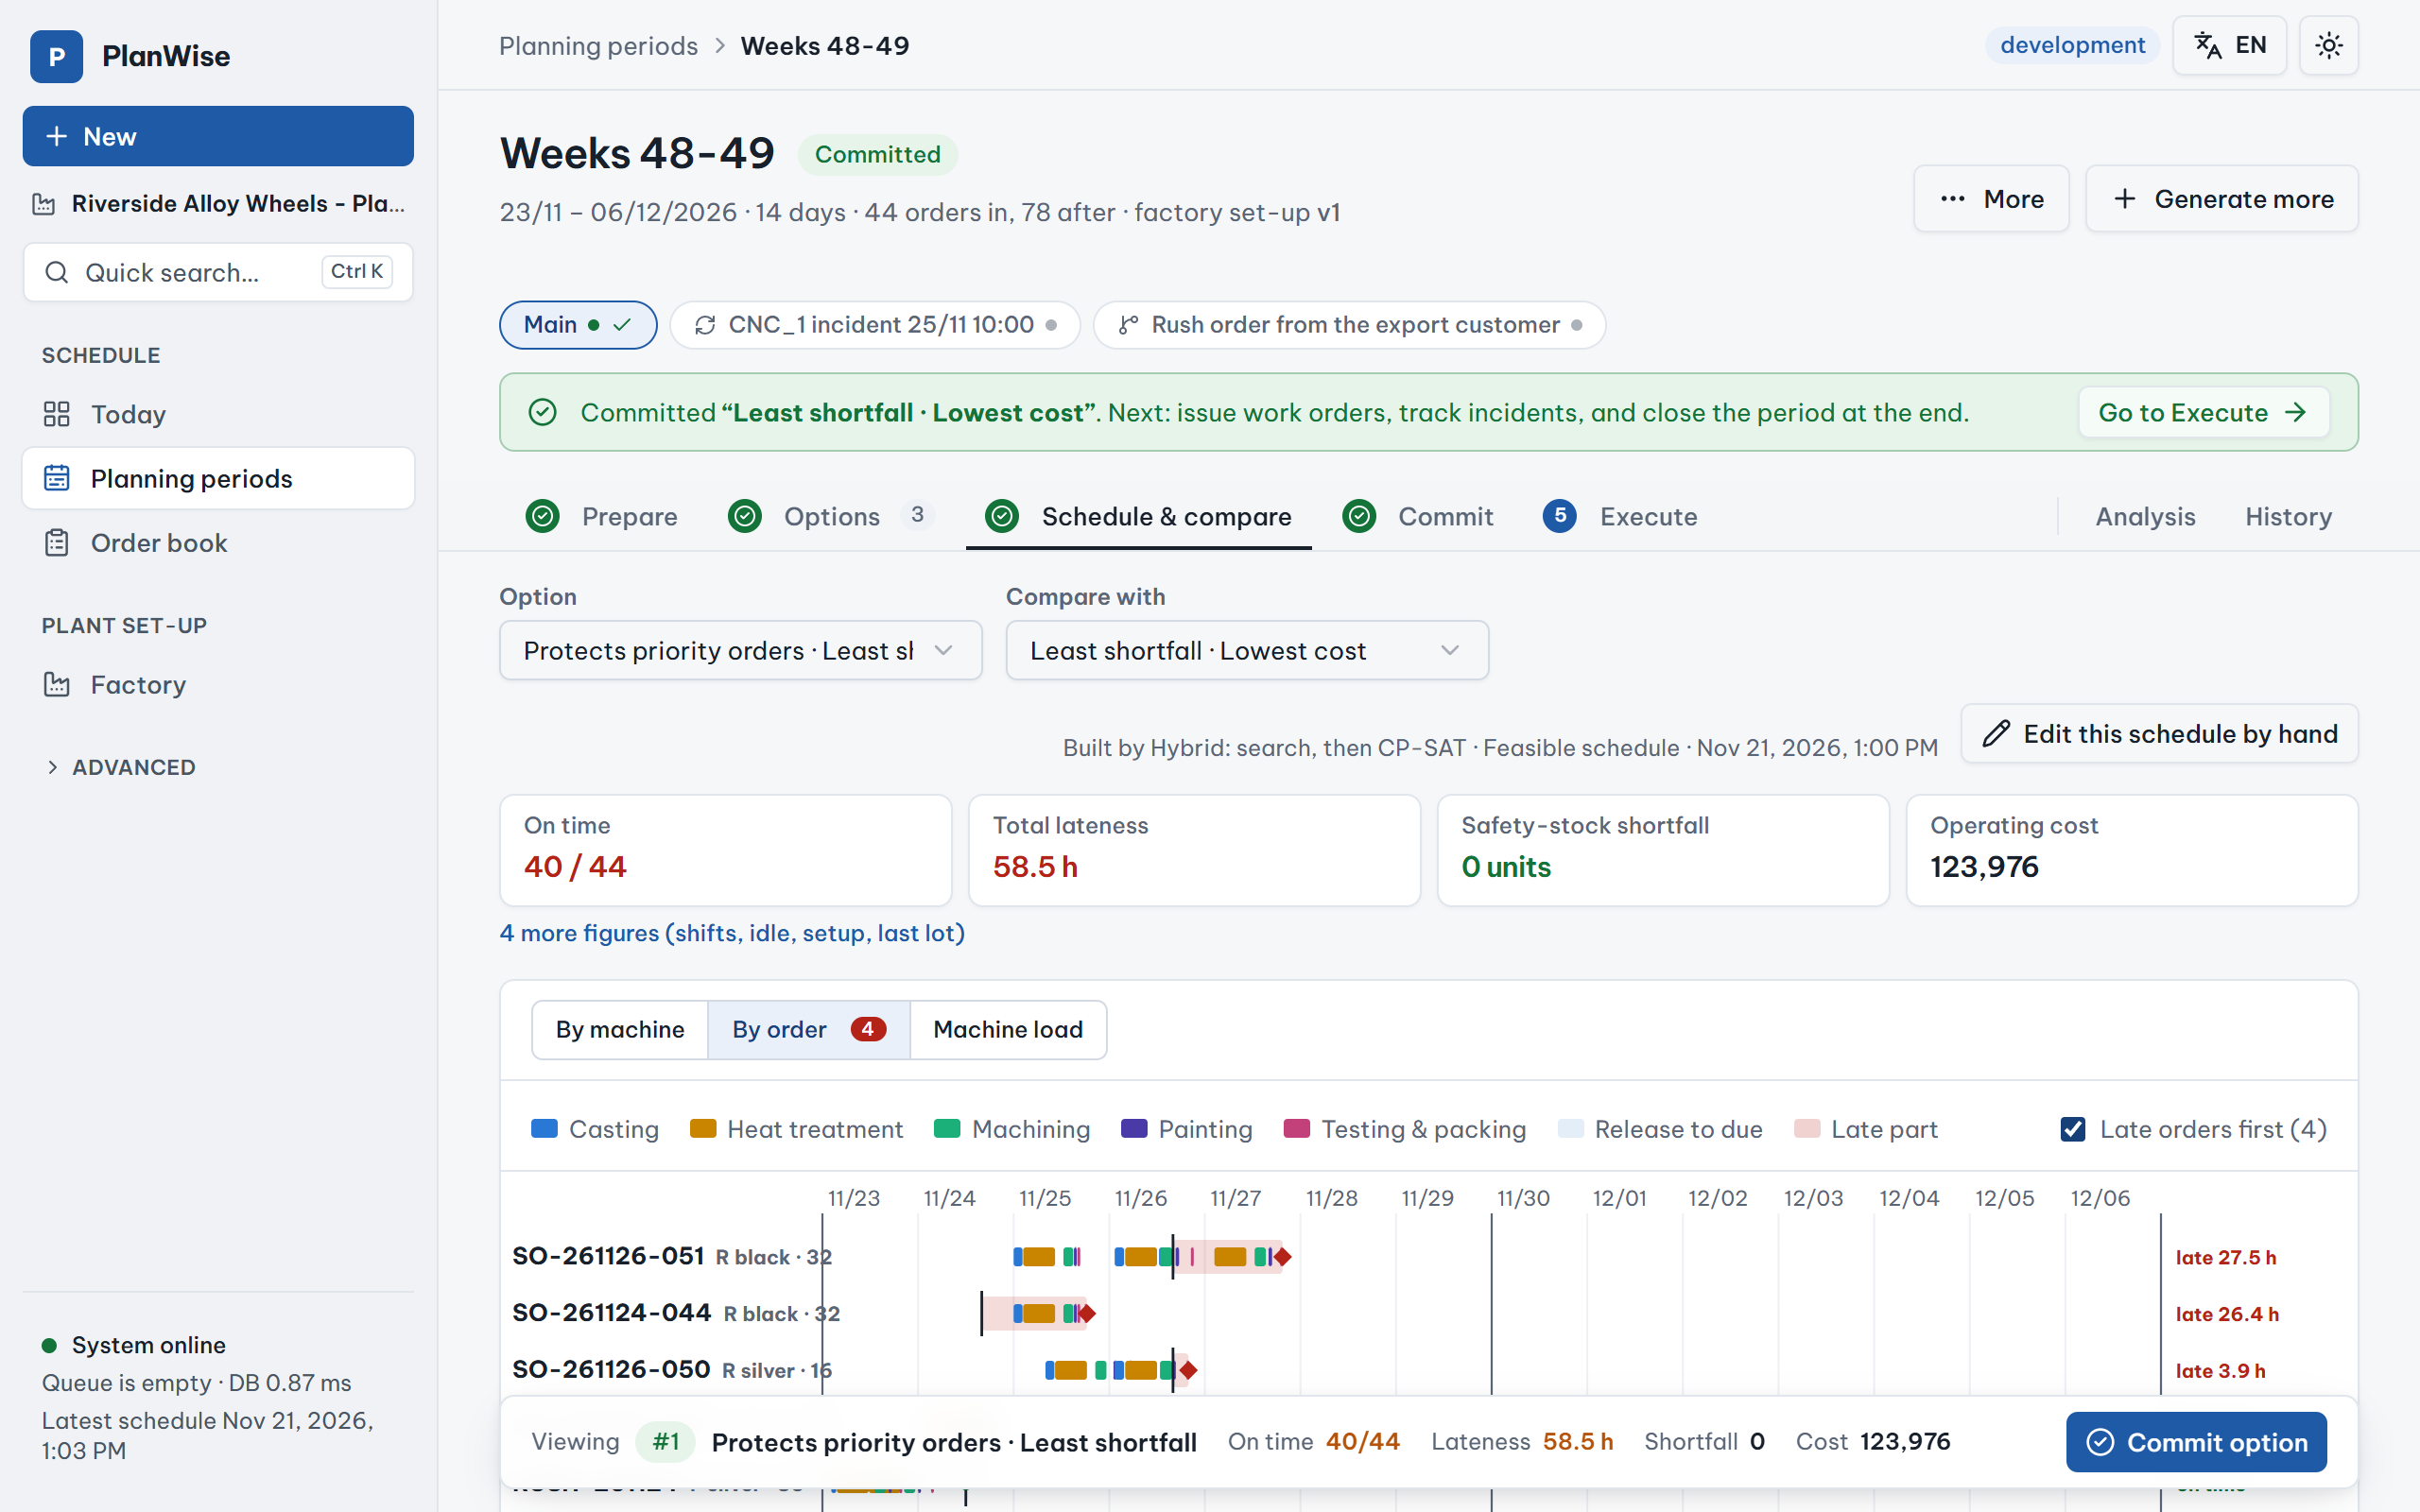 P PlanWise
New
Riverside Alloy Wheels - Pla...
Quick search... Ctrl K
SCHEDULE
Today
Planning periods
Order book
PLANT SET-UP
Factory
ADVANCED
System online
Queue is empty · DB 0.87 ms
Latest schedule Nov 21, 2026,
1:03 PM
Planning periods > Weeks 48-49
development EN
Weeks 48-49 Committed
23/11 – 06/12/2026 · 14 days · 44 orders in, 78 after · factory set-up v1
More Generate more
Main CNC_1 incident 25/11 10:00 Rush order from the export customer
Committed “Least shortfall · Lowest cost”. Next: issue work orders, track incidents, and close the period at the end. Go to Execute
Prepare Options 3 Schedule & compare Commit 5 Execute Analysis History
Option Compare with
Protects priority orders · Least sh Least shortfall · Lowest cost
Built by Hybrid: search, then CP-SAT · Feasible schedule · Nov 21, 2026, 1:00 PM Edit this schedule by hand
On time Total lateness Safety-stock shortfall Operating cost
40 / 44 58.5 h 0 units 123,976
4 more figures (shifts, idle, setup, last lot)
By machine By order 4 Machine load
Casting Heat treatment Machining Painting Testing & packing Release to due Late part Late orders first (4)
11/23 11/24 11/25 11/26 11/27 11/28 11/29 11/30 12/01 12/02 12/03 12/04 12/05 12/06
SO-261126-051 R black · 32 late 27.5 h
SO-261124-044 R black · 32 late 26.4 h
SO-261126-050 R silver · 16 late 3.9 h
Viewing #1 Protects priority orders · Least shortfall On time 40/44 Lateness 58.5 h Shortfall 0 Cost 123,976 Commit option